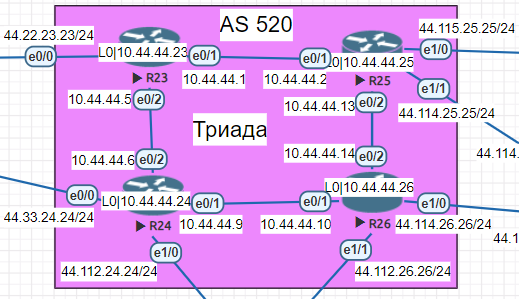 AS 520
44.22.23.23/24
44.115.25.25/24
e0/0
L0|10.44.44.23
e0/1
e0/1
L0|10.44.44.25
e1/0
R23
10.44.44.1
10.44.44.2
R25
e1/1
10.44.44.5
e0/2
10.44.44.13
e0/2
44.114.25.25/24
Триада
10.44.44.6
e0/2
10.44.44.14
e0/2
44.114.
e0/0
L0|10.44.44.24
e0/1
e0/1
L0|10.44.44.26
e1/0
44.33.24.24/24
R24
10.44.44.9
10.44.44.10
R26
44.114.26.26/24
44.1
e1/0
e1/1
44.112.24.24/24
44.112.26.26/24